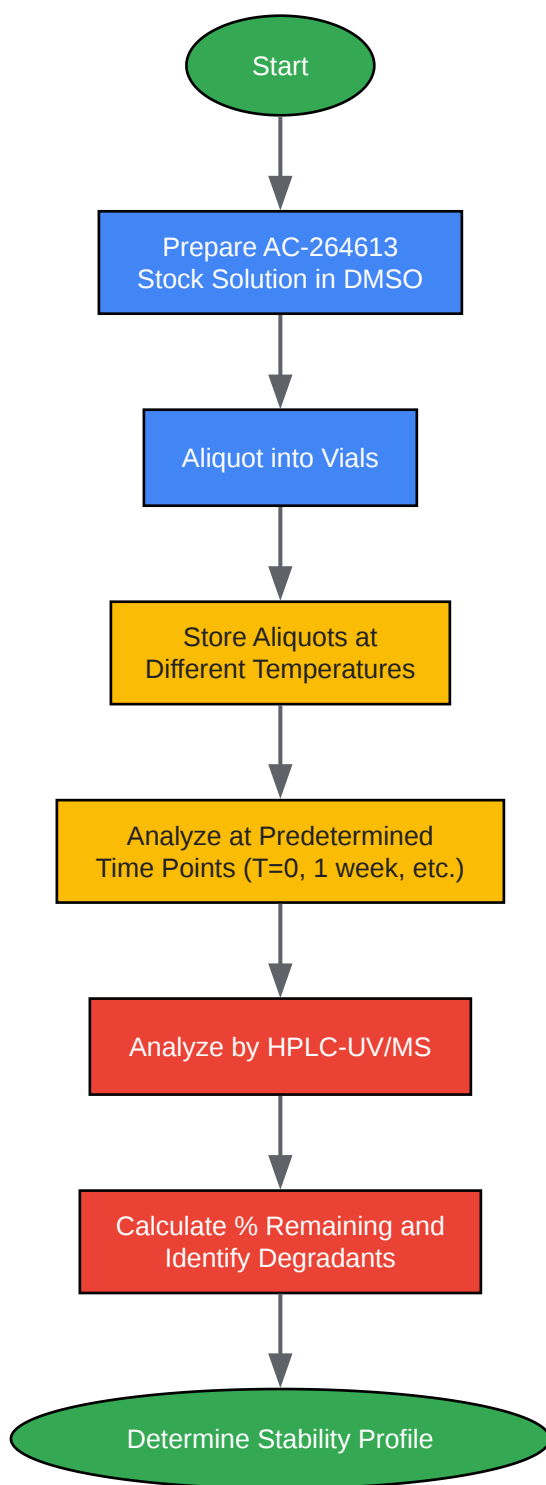 Start
Prepare AC-264613
Stock Solution in DMSO
Aliquot into Vials
Store Aliquots at
Different Temperatures
Analyze at Predetermined
Time Points (T=0, 1 week, etc.)
Analyze by HPLC-UV/MS
Calculate % Remaining and
Identify Degradants
Determine Stability Profile